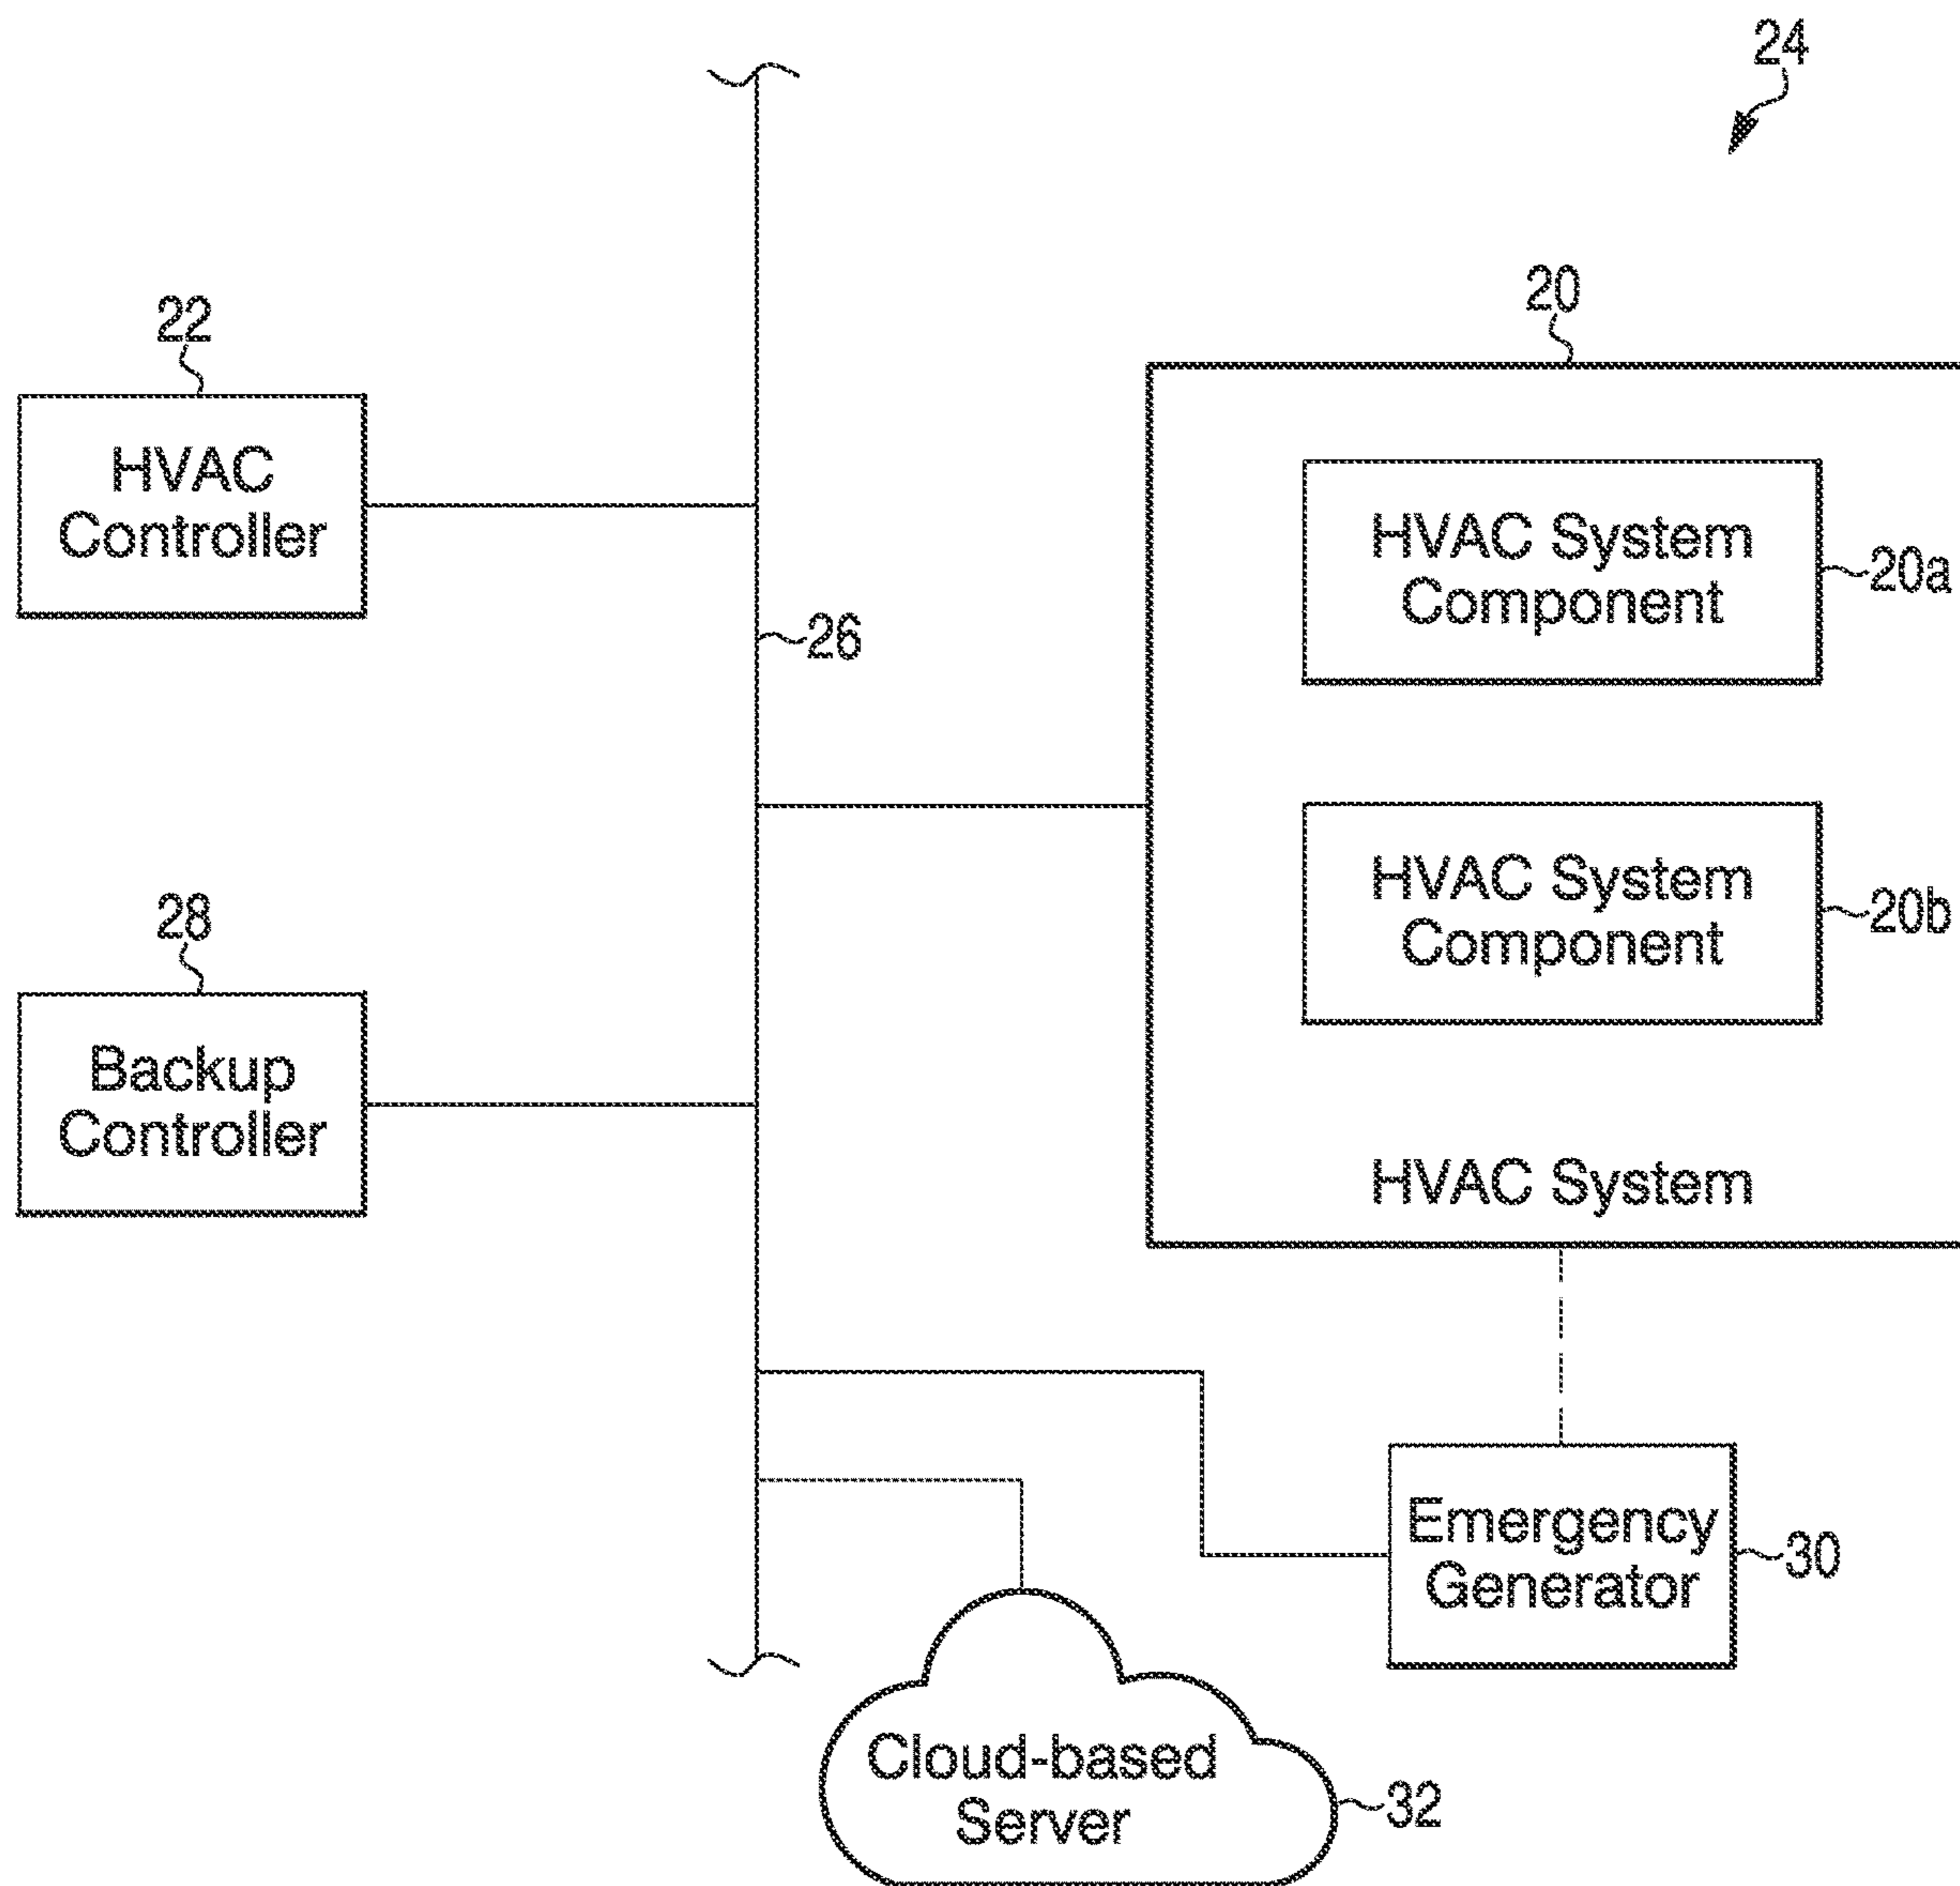 24
20
22
HVAC
Controller
HVAC System
Component
20a
26
HVAC System
Component
20b
28
Backup
Controller
HVAC System
Emergency
Generator
30
Cloud-based
Server
32